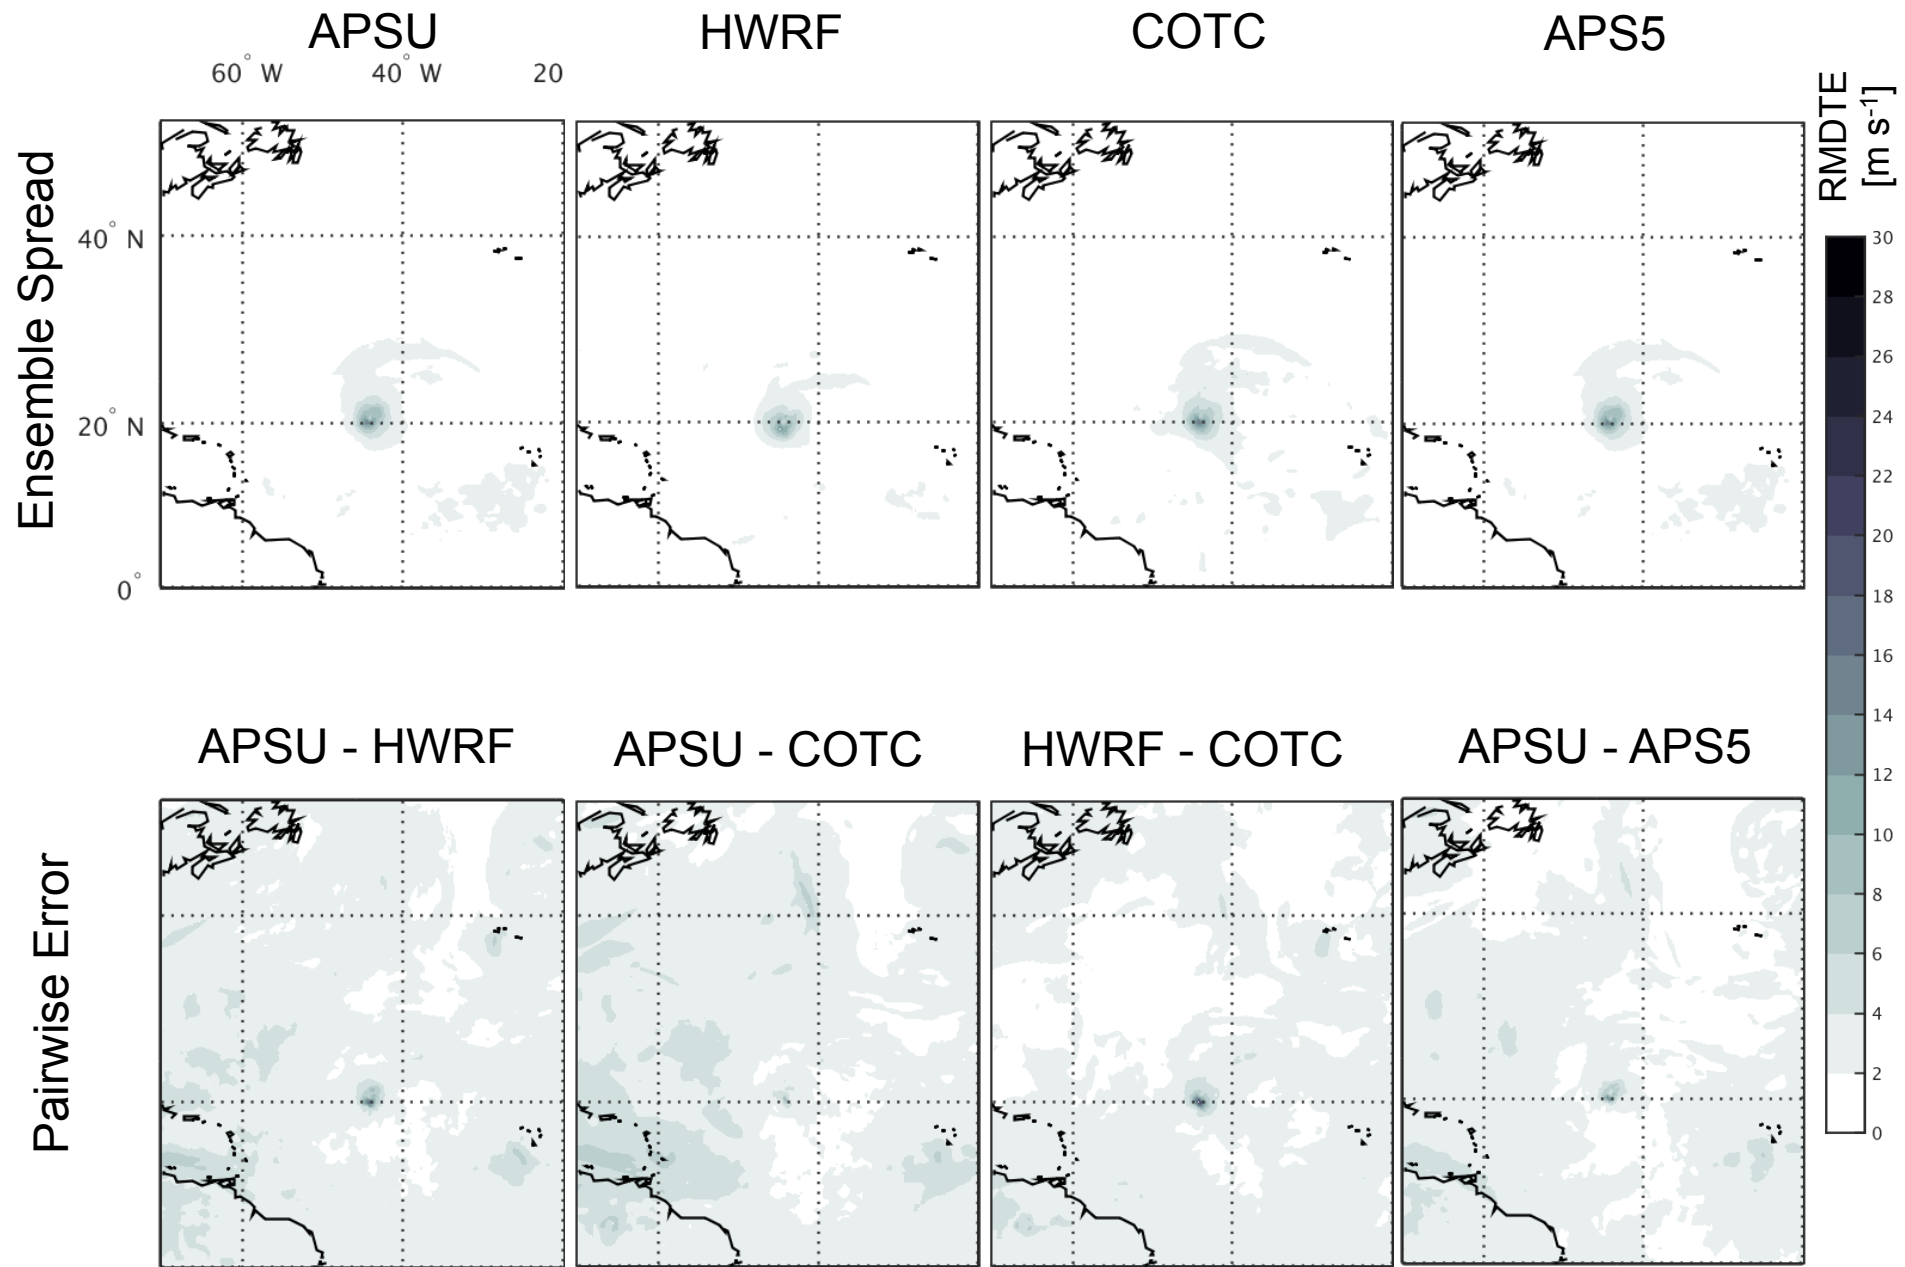 APSU HWRF COTC APS5
60° W 40° W 20
RMDTE
[m s-1]
Ensemble Spread
40° N
20° N
0°
30
28
26
24
22
20
18
16
14
12
10
8
6
4
2
0
APSU - HWRF APSU - COTC HWRF - COTC APSU - APS5
Pairwise Error